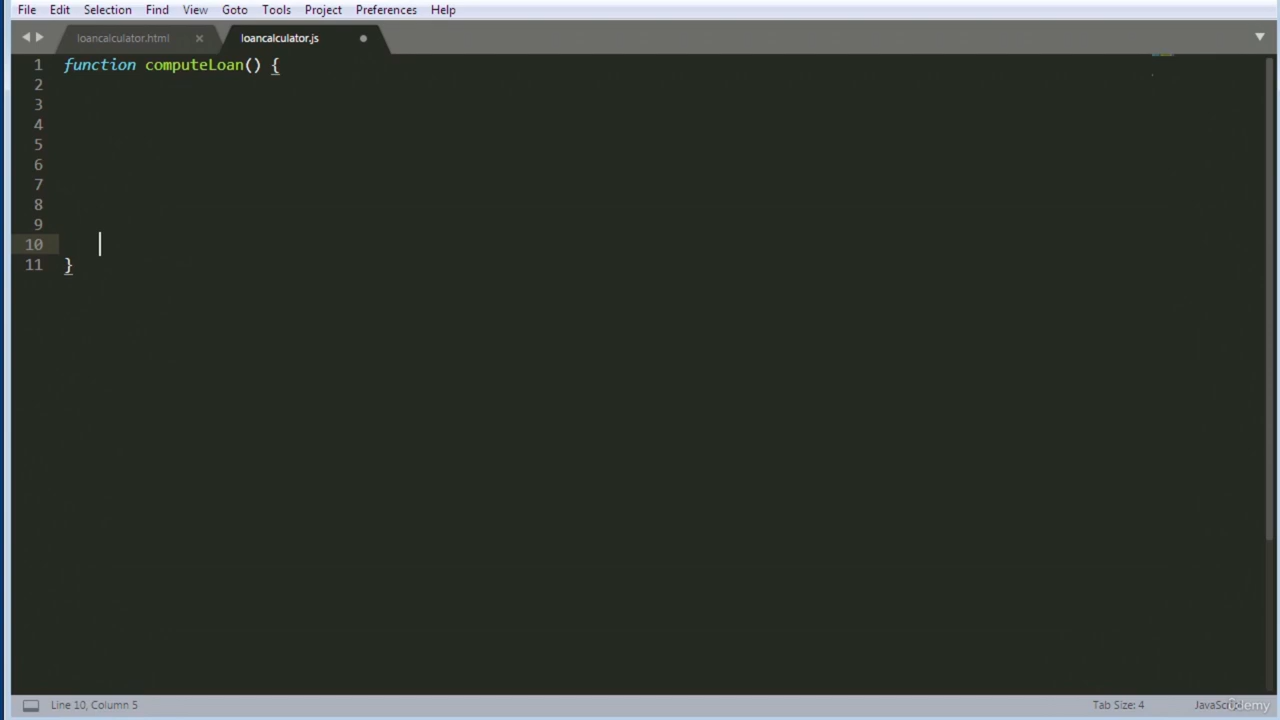 File Edit Selection Find View Goto Tools Project Preferences Help
loancalculator.html × loancalculator.js
1 function computeLoan() {
2
3
4
5
6
7
8
9
10
11 }
Line 10, Column 5 Tab Size: 4 JavaScript